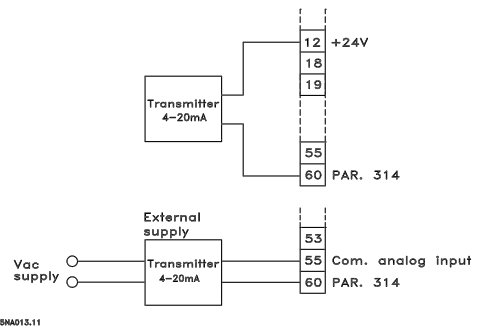 12 +24V
18
19
Transmitter
4-20mA
55
60 PAR. 314
External
supply
53
Vac
supply
Transmitter
4-20mA
55 Com. analog input
60 PAR. 314
SNA013.11